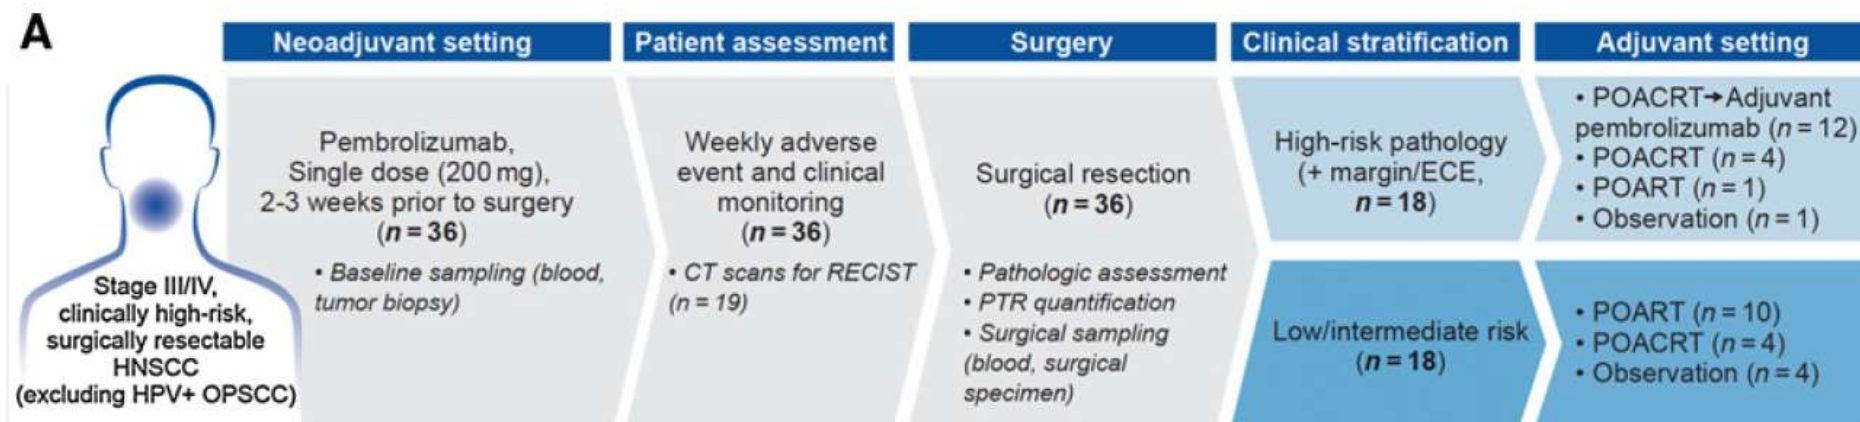 A
Neoadjuvant setting
Patient assessment
Surgery
Clinical stratification
Adjuvant setting
Stage III/IV,
clinically high-risk,
surgically resectable
HNSCC
(excluding HPV+ OPSCC)
Pembrolizumab,
Single dose (200 mg),
2-3 weeks prior to surgery
(n = 36)
• Baseline sampling (blood,
tumor biopsy)
Weekly adverse
event and clinical
monitoring
(n = 36)
• CT scans for RECIST
(n = 19)
Surgical resection
(n = 36)
• Pathologic assessment
• PTR quantification
• Surgical sampling
(blood, surgical
specimen)
High-risk pathology
(+ margin/ECE,
n = 18)
Low/intermediate risk
(n = 18)
• POACRT→Adjuvant
pembrolizumab (n = 12)
• POACRT (n = 4)
• POART (n = 1)
• Observation (n = 1)
• POART (n = 10)
• POACRT (n = 4)
• Observation (n = 4)